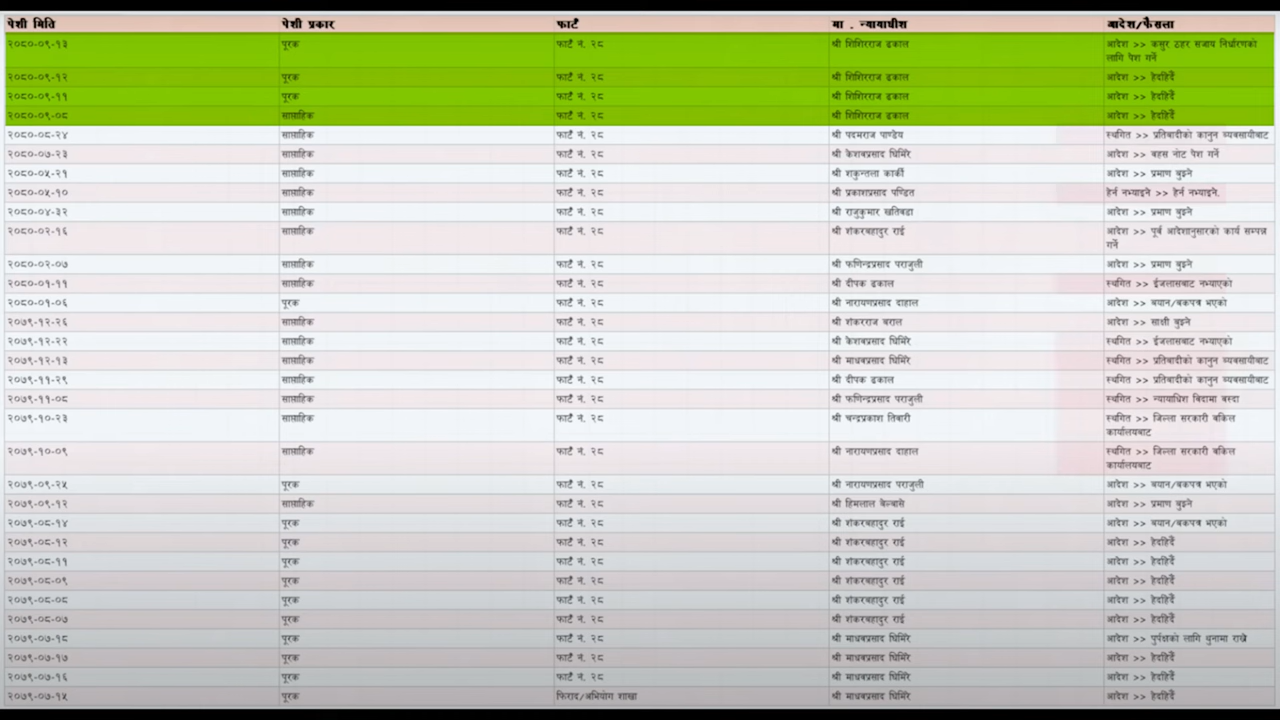 पेशी मिति पेशी प्रकार फाटँ मा . न्यायाधीश आदेश/फैसला
२०८०-०९-१३ पूरक फाटँ नं. २८ श्री शिशिरराज ढकाल आदेश >> कसुर ठहर सजाय निर्धारणको
लागि पेश गर्ने
२०८०-०९-१२ पूरक फाटँ नं. २८ श्री शिशिरराज ढकाल आदेश >> हेर्दाहेर्दै
२०८०-०९-११ पूरक फाटँ नं. २८ श्री शिशिरराज ढकाल आदेश >> हेर्दाहेर्दै
२०८०-०९-०८ साप्ताहिक फाटँ नं. २८ श्री शिशिरराज ढकाल आदेश >> हेर्दाहेर्दै
२०८०-०८-२४ साप्ताहिक फाटँ नं. २८ श्री पदमराज पाण्डेय स्थगित >> प्रतिवादीको कानुन व्यवसायीबाट
२०८०-०७-२३ साप्ताहिक फाटँ नं. २८ श्री केशवप्रसाद घिमिरे आदेश >> वहस नोट पेश गर्ने
२०८०-०५-२१ साप्ताहिक फाटँ नं. २८ श्री शकुन्तला कार्की आदेश >> प्रमाण बुझ्ने
२०८०-०५-१० साप्ताहिक फाटँ नं. २८ श्री प्रकाशप्रसाद पण्डित हेर्न नभ्याइने >> हेर्न नभ्याइने.
२०८०-०४-३२ साप्ताहिक फाटँ नं. २८ श्री राजुकुमार खतिवडा आदेश >> प्रमाण बुझ्ने
२०८०-०२-१६ साप्ताहिक फाटँ नं. २८ श्री शंकरबहादुर राई आदेश >> पूर्व आदेशानुसारको कार्य सम्पन्न
गर्ने
२०८०-०२-०७ साप्ताहिक फाटँ नं. २८ श्री फणिन्द्रप्रसाद पराजुली आदेश >> प्रमाण बुझ्ने
२०८०-०१-११ साप्ताहिक फाटँ नं. २८ श्री दीपक ढकाल स्थगित >> ईजलासबाट नभ्याएको
२०८०-०१-०६ पूरक फाटँ नं. २८ श्री नारायणप्रसाद दाहाल आदेश >> बयान/बकपत्र भएको
२०७९-१२-२६ साप्ताहिक फाटँ नं. २८ श्री शंकरराज बराल आदेश >> साक्षी बुझ्ने
२०७९-१२-२२ साप्ताहिक फाटँ नं. २८ श्री केशवप्रसाद घिमिरे स्थगित >> ईजलासबाट नभ्याएको
२०७९-१२-१३ साप्ताहिक फाटँ नं. २८ श्री माधवप्रसाद घिमिरे स्थगित >> प्रतिवादीको कानुन व्यवसायीबाट
२०७९-११-२९ साप्ताहिक फाटँ नं. २८ श्री दीपक ढकाल स्थगित >> प्रतिवादीको कानुन व्यवसायीबाट
२०७९-११-०८ साप्ताहिक फाटँ नं. २८ श्री फणिन्द्रप्रसाद पराजुली स्थगित >> न्यायाधिश विदामा वस्दा
२०७९-१०-२३ साप्ताहिक फाटँ नं. २८ श्री चन्द्रप्रकाश तिवारी स्थगित >> जिल्ला सरकारी वकिल
कार्यालयबाट
२०७९-१०-०९ साप्ताहिक फाटँ नं. २८ श्री नारायणप्रसाद दाहाल स्थगित >> जिल्ला सरकारी वकिल
कार्यालयबाट
२०७९-०९-२५ पूरक फाटँ नं. २८ श्री नारायणप्रसाद पराजुली आदेश >> बयान/बकपत्र भएको
२०७९-०९-१२ साप्ताहिक फाटँ नं. २८ श्री हिमलाल बेल्वासे आदेश >> प्रमाण बुझ्ने
२०७९-०८-१४ पूरक फाटँ नं. २८ श्री शंकरबहादुर राई आदेश >> बयान/बकपत्र भएको
२०७९-०८-१२ पूरक फाटँ नं. २८ श्री शंकरबहादुर राई आदेश >> हेर्दाहेर्दै
२०७९-०८-११ पूरक फाटँ नं. २८ श्री शंकरबहादुर राई आदेश >> हेर्दाहेर्दै
२०७९-०८-०९ पूरक फाटँ नं. २८ श्री शंकरबहादुर राई आदेश >> हेर्दाहेर्दै
२०७९-०८-०८ पूरक फाटँ नं. २८ श्री शंकरबहादुर राई आदेश >> हेर्दाहेर्दै
२०७९-०८-०७ पूरक फाटँ नं. २८ श्री शंकरबहादुर राई आदेश >> हेर्दाहेर्दै
२०७९-०७-१८ पूरक फाटँ नं. २८ श्री माधवप्रसाद घिमिरे आदेश >> पुर्पक्षको लागि थुनामा राखे
२०७९-०७-१७ पूरक फाटँ नं. २८ श्री माधवप्रसाद घिमिरे आदेश >> हेर्दाहेर्दै
२०७९-०७-१६ पूरक फाटँ नं. २८ श्री माधवप्रसाद घिमिरे आदेश >> हेर्दाहेर्दै
२०७९-०७-१५ पूरक फिराद/अभियोग शाखा श्री माधवप्रसाद घिमिरे आदेश >> हेर्दाहेर्दै